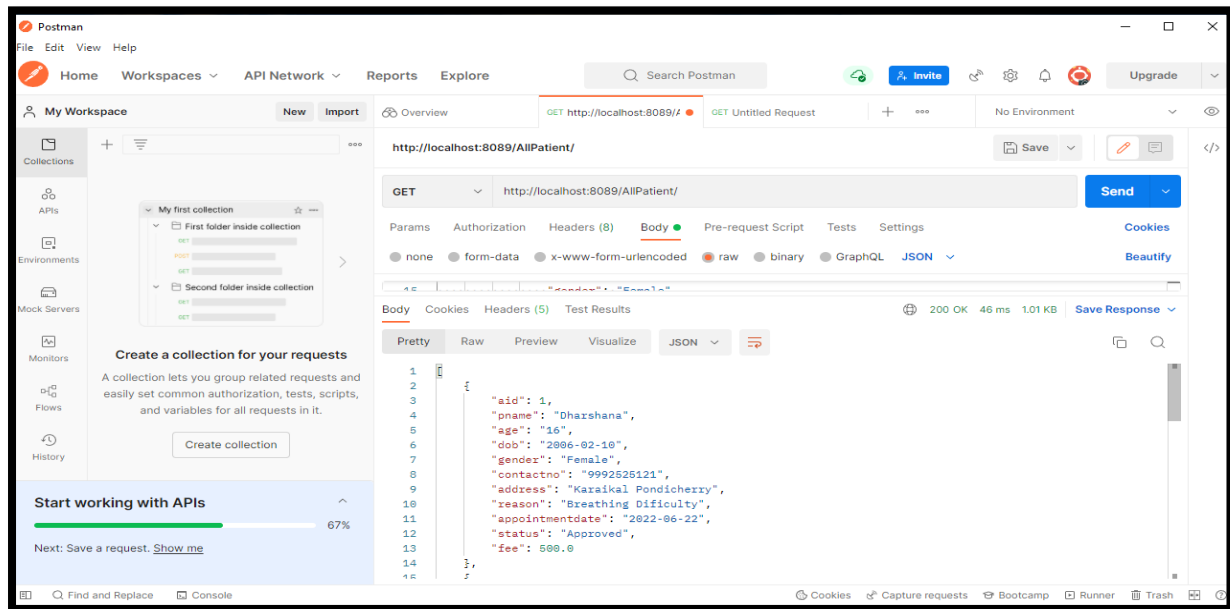 Postman
File Edit View Help
Home Workspaces API Network Reports Explore Search Postman Invite Upgrade
My Workspace New Import Overview GET http://localhost:8089/A GET Untitled Request No Environment
Collections
APIs
Environments
Mock Servers
Monitors
Flows
History
My first collection
First folder inside collection
GET
POST
GET
Second folder inside collection
GET
GET
Create a collection for your requests
A collection lets you group related requests and
easily set common authorization, tests, scripts,
and variables for all requests in it.
Create collection
Start working with APIs
67%
Next: Save a request. Show me
http://localhost:8089/AllPatient/ Save </>
GET http://localhost:8089/AllPatient/ Send
Params Authorization Headers (8) Body Pre-request Script Tests Settings Cookies
none form-data x-www-form-urlencoded raw binary GraphQL JSON Beautify
15 "gender": "Female"
Body Cookies Headers (5) Test Results 200 OK 46 ms 1.01 KB Save Response
Pretty Raw Preview Visualize JSON
1 [
2 {
3 "aid": 1,
4 "pname": "Dharshana",
5 "age": "16",
6 "dob": "2006-02-10",
7 "gender": "Female",
8 "contactno": "9992525121",
9 "address": "Karaikal Pondicherry",
10 "reason": "Breathing Dificulty",
11 "appointmentdate": "2022-06-22",
12 "status": "Approved",
13 "fee": 500.0
14 },
15 {
Find and Replace Console Cookies Capture requests Bootcamp Runner Trash